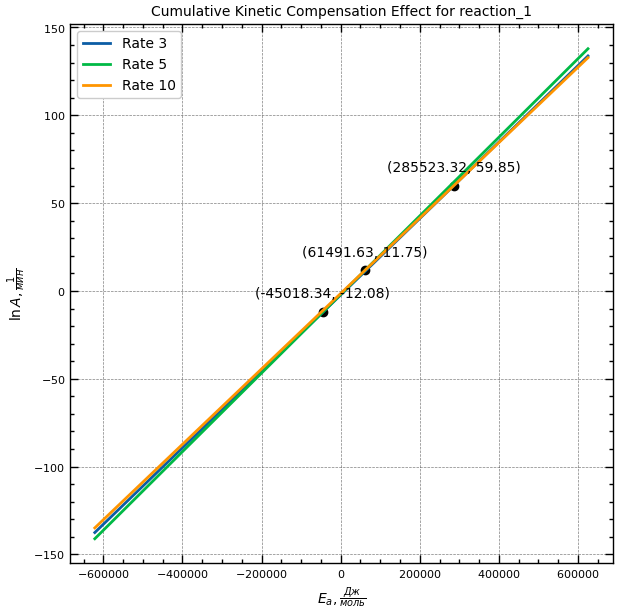 Cumulative Kinetic Compensation Effect for reaction_1
150
100
50
0
−50
−100
−150
ln A, 1/мин
Rate 3
Rate 5
Rate 10
(285523.32, 59.85)
(61491.63, 11.75)
(-45018.34, -12.08)
−600000 −400000 −200000 0 200000 400000 600000
E_a, Дж/моль